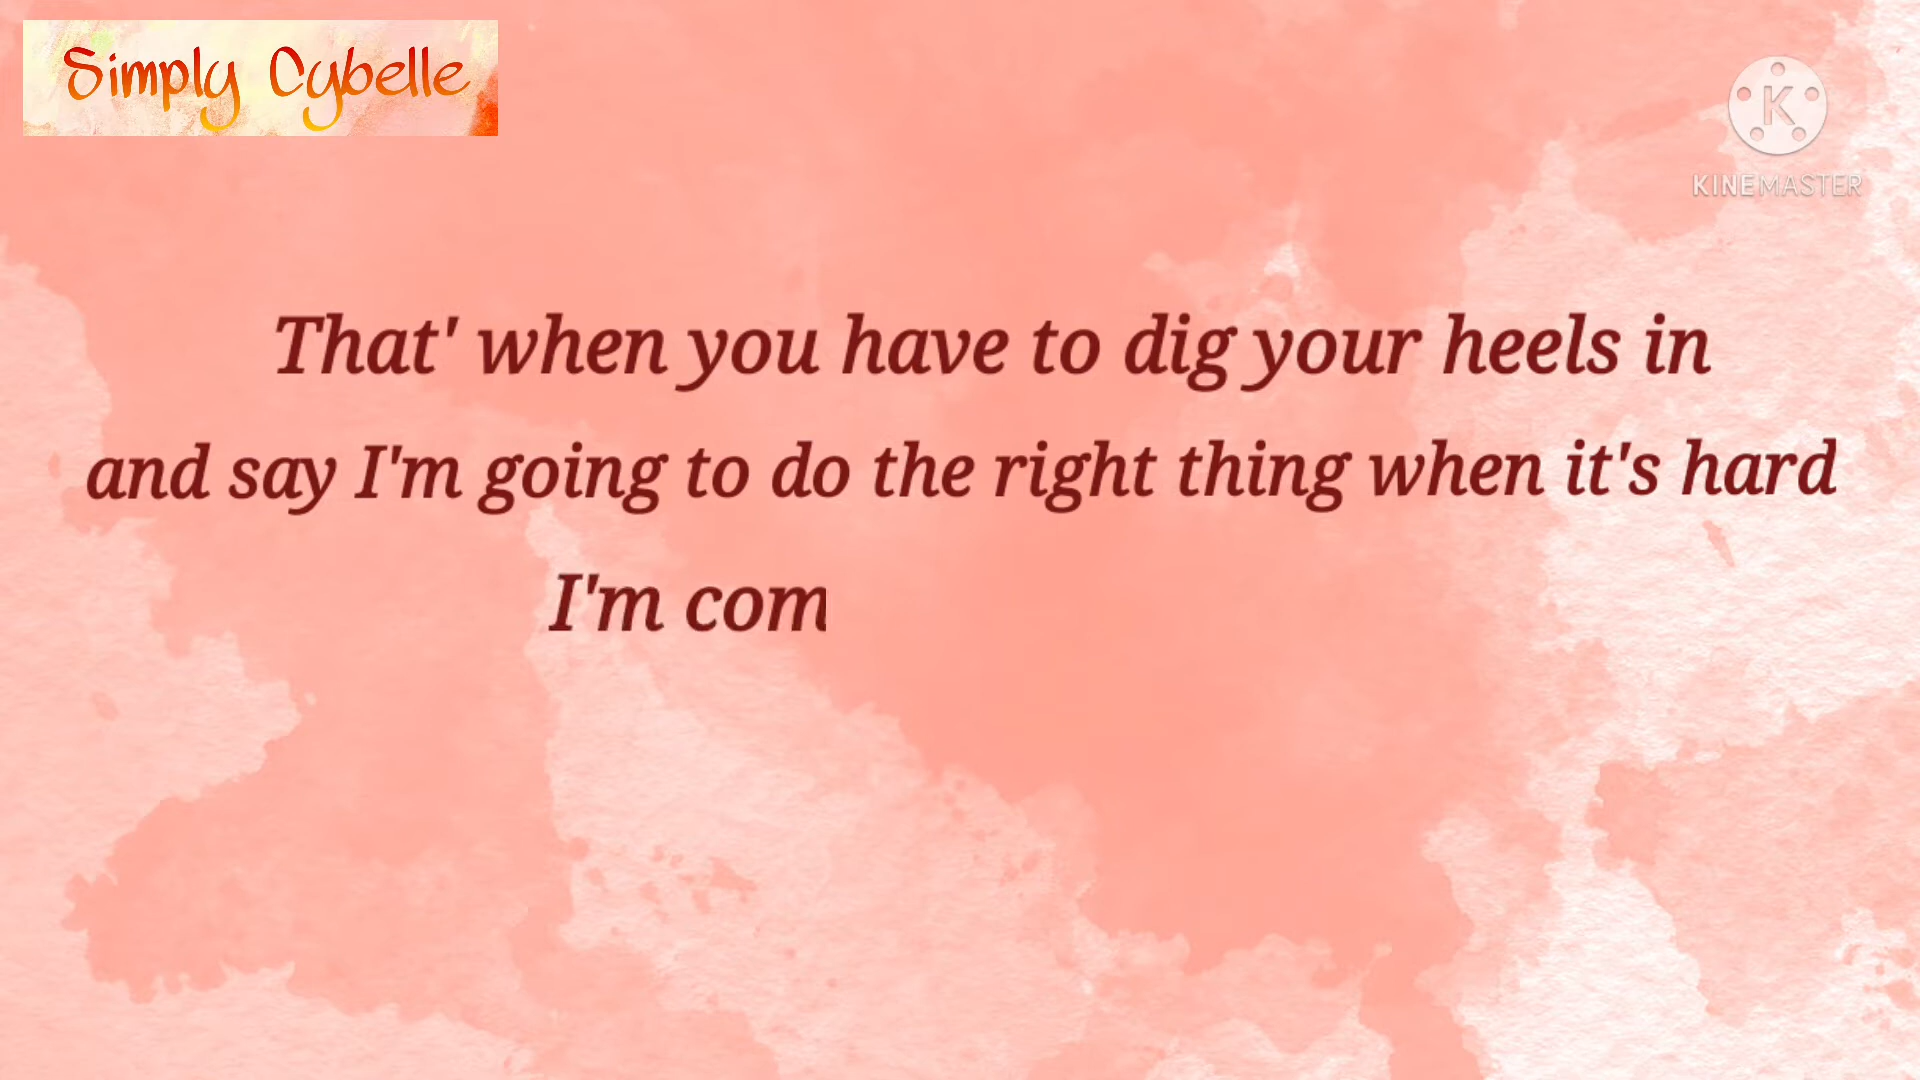 Simply Cybelle
KINEMASTER
That' when you have to dig your heels in
and say I'm going to do the right thing when it's hard
I'm com